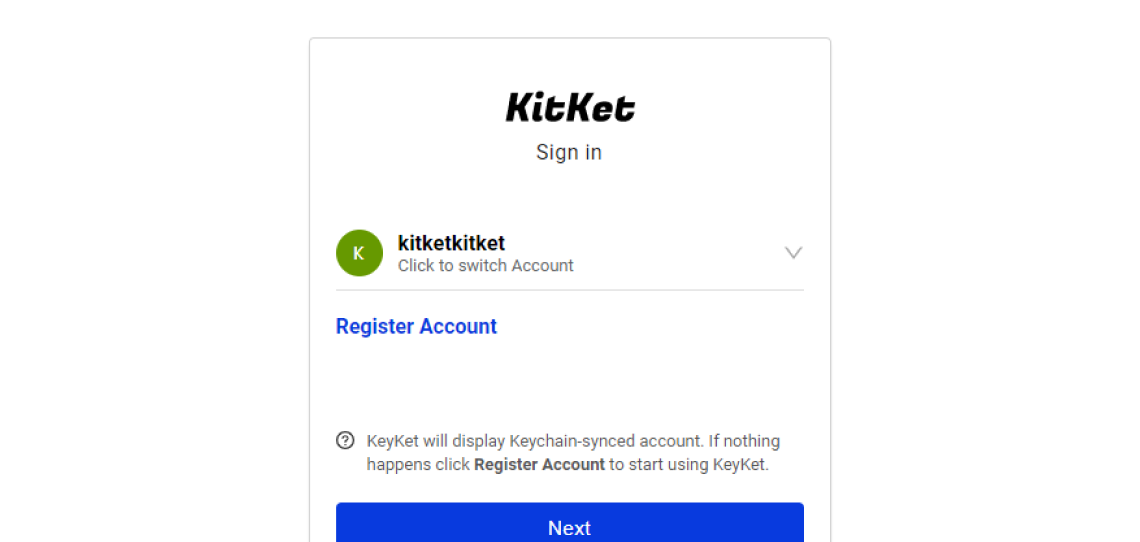 KitKet
Sign in
K
kitketkitket
Click to switch Account
Register Account
KeyKet will display Keychain-synced account. If nothing
happens click Register Account to start using KeyKet.
Next